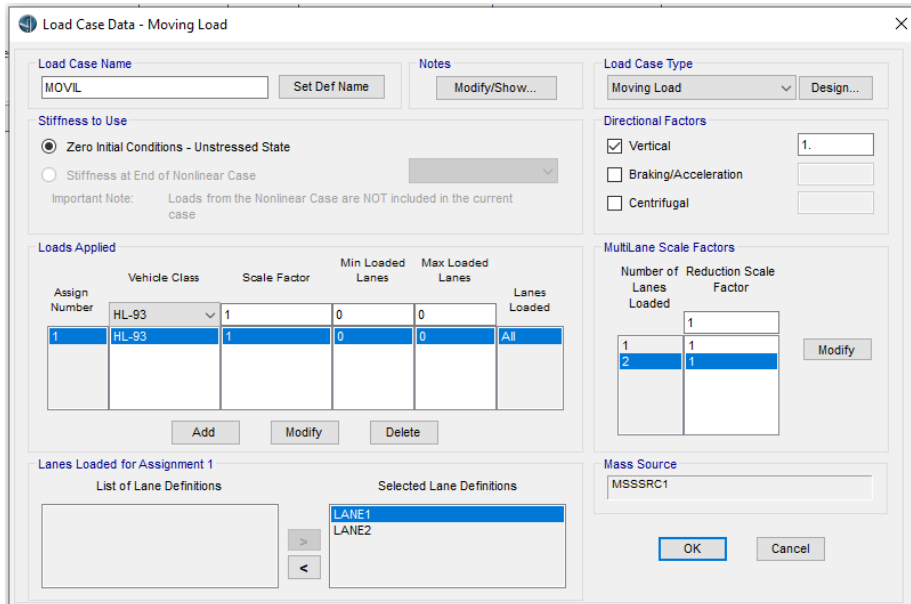 Load Case Data - Moving Load
Load Case Name
MOVIL
Set Def Name
Notes
Modify/Show...
Load Case Type
Moving Load
Design...
Stiffness to Use
Zero Initial Conditions - Unstressed State
Stiffness at End of Nonlinear Case
Important Note: Loads from the Nonlinear Case are NOT included in the current
case
Directional Factors
Vertical
1.
Braking/Acceleration
Centrifugal
Loads Applied
Assign
Number
Vehicle Class
Scale Factor
Min Loaded
Lanes
Max Loaded
Lanes
Lanes
Loaded
HL-93 1 0 0
1 HL-93 1 0 0 All
Add
Modify
Delete
MultiLane Scale Factors
Number of
Lanes
Loaded
Reduction Scale
Factor
1
1 1
2 1
Modify
Lanes Loaded for Assignment 1
List of Lane Definitions
Selected Lane Definitions
LANE1
LANE2
>
<
Mass Source
MSSSRC1
OK
Cancel